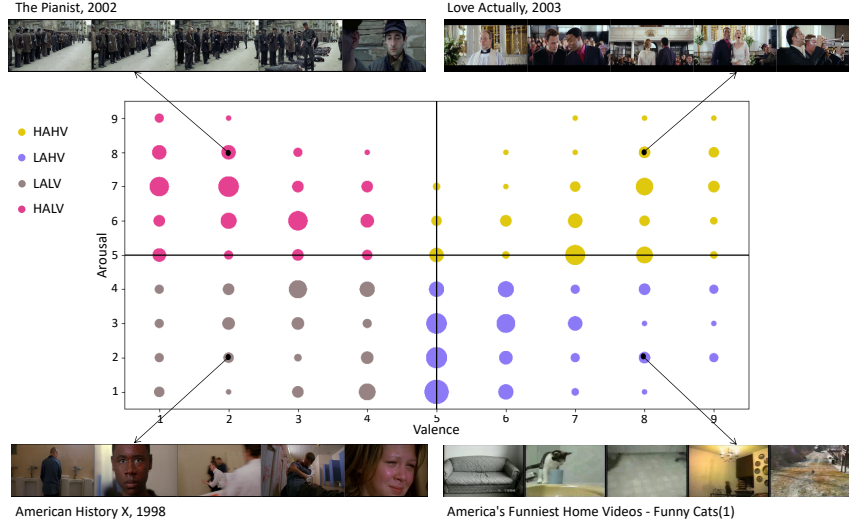 The Pianist, 2002
Love Actually, 2003
HAHV
LAHV
LALV
HALV
Arousal
9
8
7
6
5
4
3
2
1
1 2 3 4 5 6 7 8 9
Valence
American History X, 1998
America's Funniest Home Videos - Funny Cats(1)